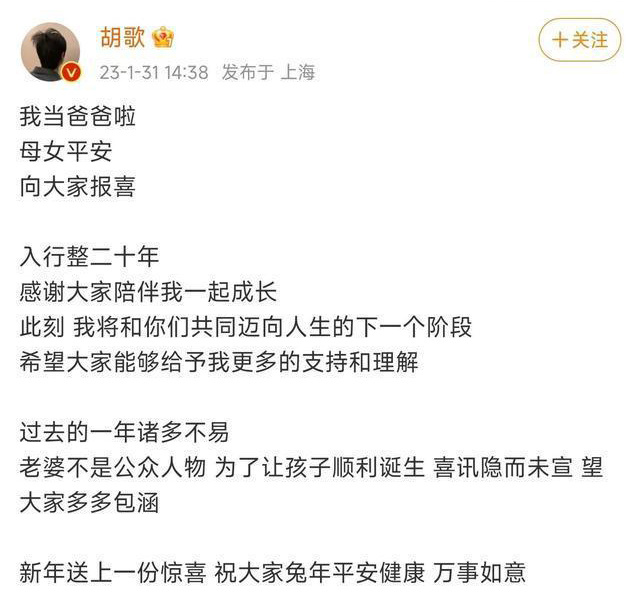 胡歌
+关注
23-1-31 14:38 发布于 上海
我当爸爸啦
母女平安
向大家报喜
入行整二十年
感谢大家陪伴我一起成长
此刻 我将和你们共同迈向人生的下一个阶段
希望大家能够给予我更多的支持和理解
过去的一年诸多不易
老婆不是公众人物 为了让孩子顺利诞生 喜讯隐而未宣 望
大家多多包涵
新年送上一份惊喜 祝大家兔年平安健康 万事如意